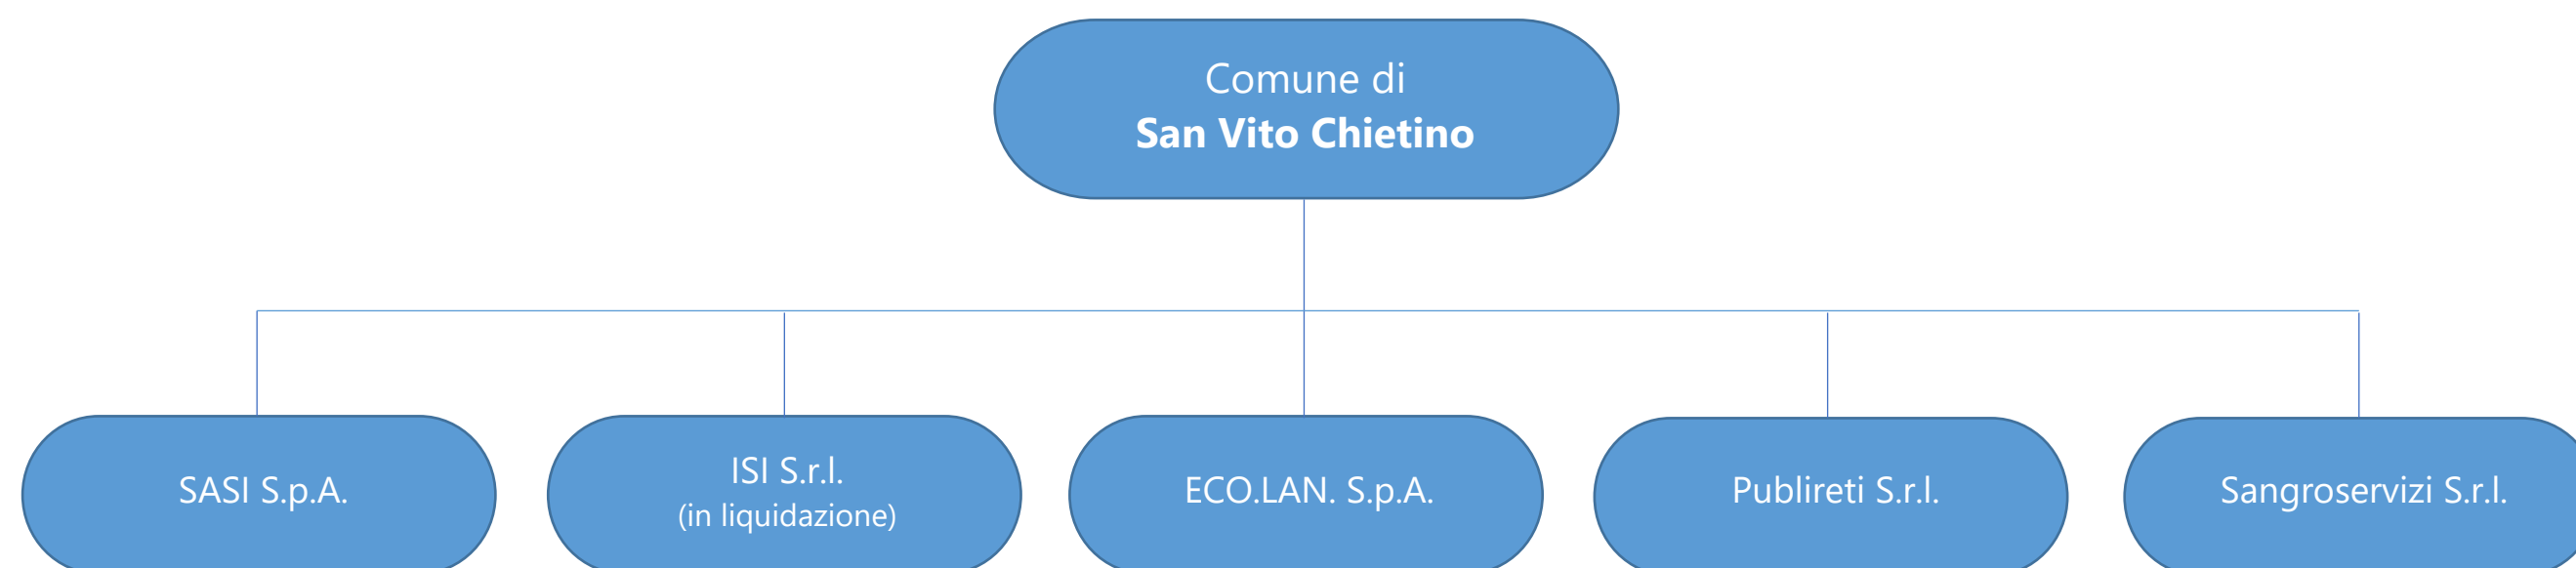 Comune di
San Vito Chietino
SASI S.p.A.
ISI S.r.l.
(in liquidazione)
ECO.LAN. S.p.A.
Publireti S.r.l.
Sangroservizi S.r.l.